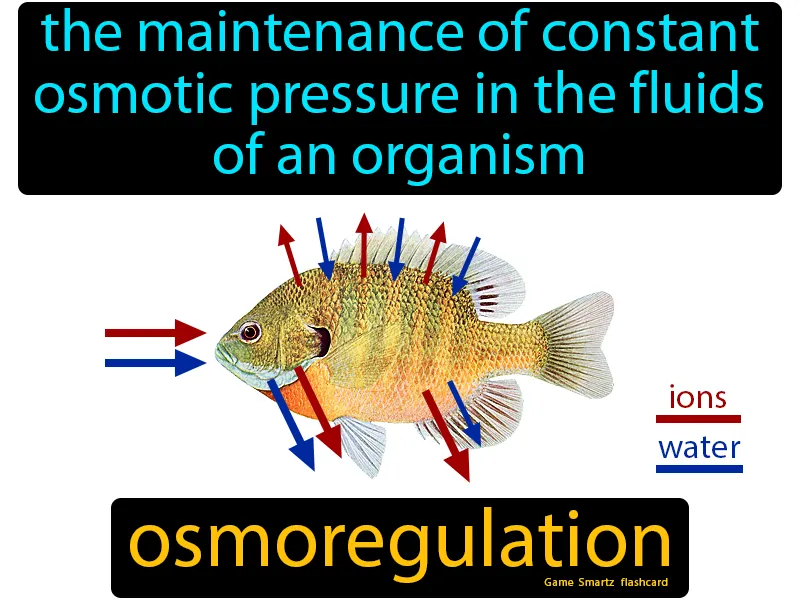 the maintenance of constant
osmotic pressure in the fluids
of an organism
ions
water
osmoregulation
Game Smartz flashcard